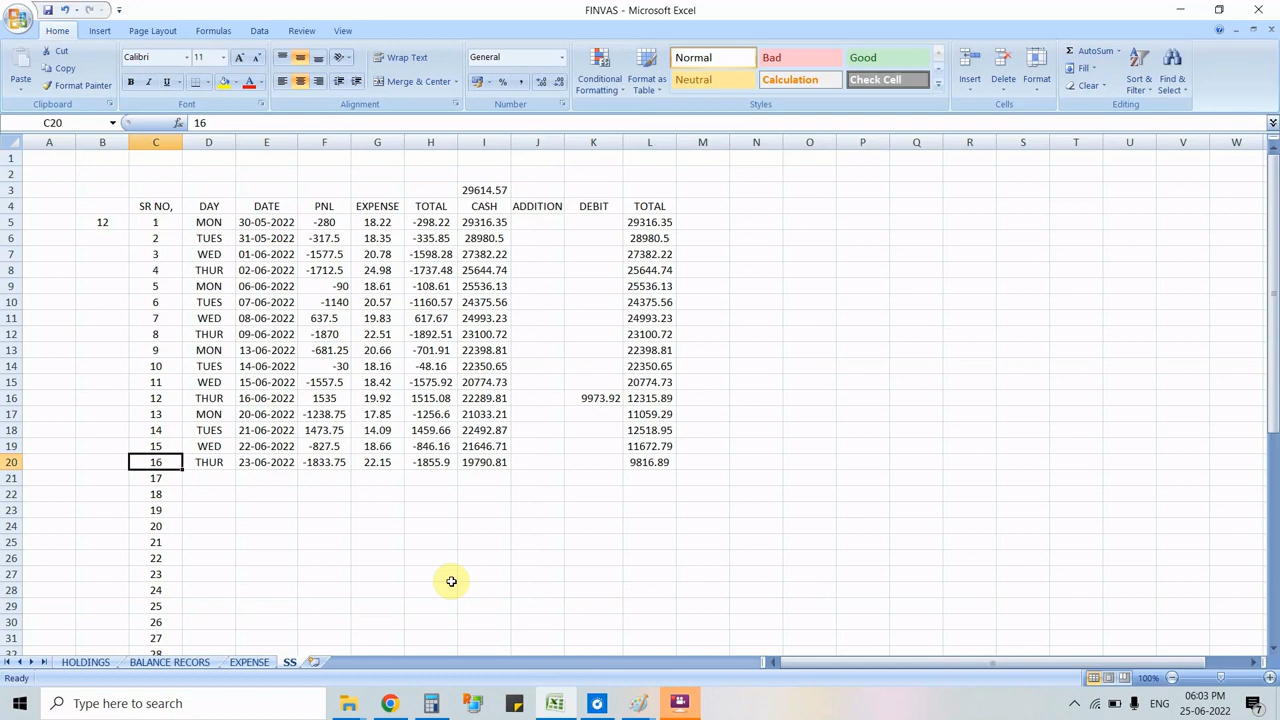 FINVAS - Microsoft Excel
Home Insert Page Layout Formulas Data Review View
Paste Cut Copy Format Painter Clipboard
Calibri 11 B I U A A A Font
Wrap Text Merge & Center Alignment
General % , Number
Conditional Formatting Format as Table
Normal Bad Good
Neutral Calculation Check Cell
Styles
Insert Delete Format Cells
AutoSum Fill Clear Sort & Filter Find & Select Editing
C20 fx 16
A B C D E F G H I J K L M N O P Q R S T U V W
1
2
3 29614.57
4 SR NO, DAY DATE PNL EXPENSE TOTAL CASH ADDITION DEBIT TOTAL
5 12 1 MON 30-05-2022 -280 18.22 -298.22 29316.35 29316.35
6 2 TUES 31-05-2022 -317.5 18.35 -335.85 28980.5 28980.5
7 3 WED 01-06-2022 -1577.5 20.78 -1598.28 27382.22 27382.22
8 4 THUR 02-06-2022 -1712.5 24.98 -1737.48 25644.74 25644.74
9 5 MON 06-06-2022 -90 18.61 -108.61 25536.13 25536.13
10 6 TUES 07-06-2022 -1140 20.57 -1160.57 24375.56 24375.56
11 7 WED 08-06-2022 637.5 19.83 617.67 24993.23 24993.23
12 8 THUR 09-06-2022 -1870 22.51 -1892.51 23100.72 23100.72
13 9 MON 13-06-2022 -681.25 20.66 -701.91 22398.81 22398.81
14 10 TUES 14-06-2022 -30 18.16 -48.16 22350.65 22350.65
15 11 WED 15-06-2022 -1557.5 18.42 -1575.92 20774.73 20774.73
16 12 THUR 16-06-2022 1535 19.92 1515.08 22289.81 9973.92 12315.89
17 13 MON 20-06-2022 -1238.75 17.85 -1256.6 21033.21 11059.29
18 14 TUES 21-06-2022 1473.75 14.09 1459.66 22492.87 12518.95
19 15 WED 22-06-2022 -827.5 18.66 -846.16 21646.71 11672.79
20 16 THUR 23-06-2022 -1833.75 22.15 -1855.9 19790.81 9816.89
21 17
22 18
23 19
24 20
25 21
26 22
27 23
28 24
29 25
30 26
31 27
32 28
HOLDINGS BALANCE RECORS EXPENSE SS
Ready 100%
Type here to search
ENG 06:03 PM
25-06-2022 7